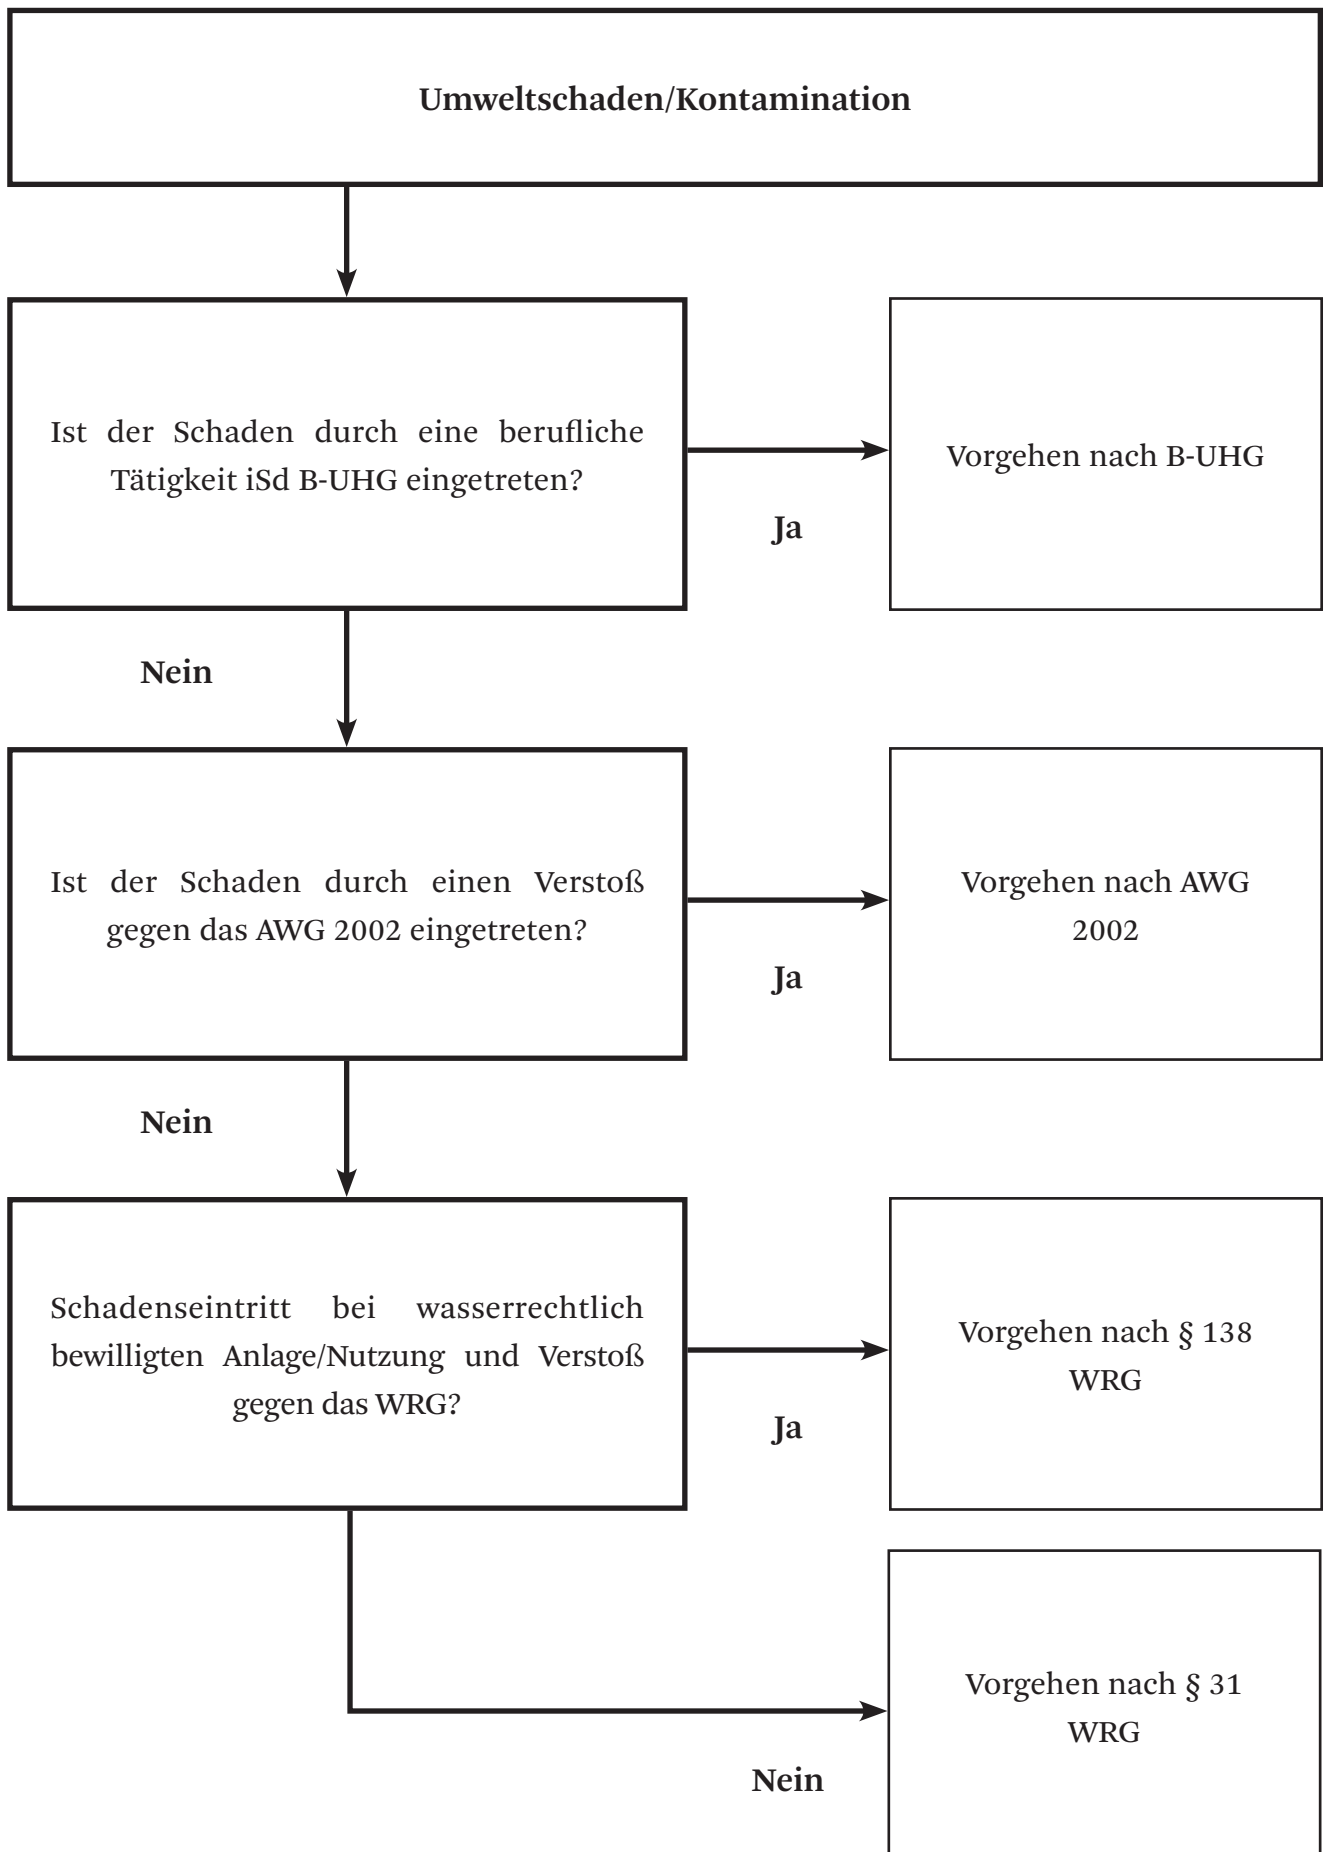 Umweltschaden/Kontamination
Ist der Schaden durch eine berufliche
Tätigkeit iSd B-UHG eingetreten?
Vorgehen nach B-UHG
Ja
Nein
Ist der Schaden durch einen Verstoß
gegen das AWG 2002 eingetreten?
Vorgehen nach AWG
2002
Ja
Nein
Schadenseintritt bei wasserrechtlich
bewilligten Anlage/Nutzung und Verstoß
gegen das WRG?
Vorgehen nach § 138
WRG
Ja
Vorgehen nach § 31
WRG
Nein